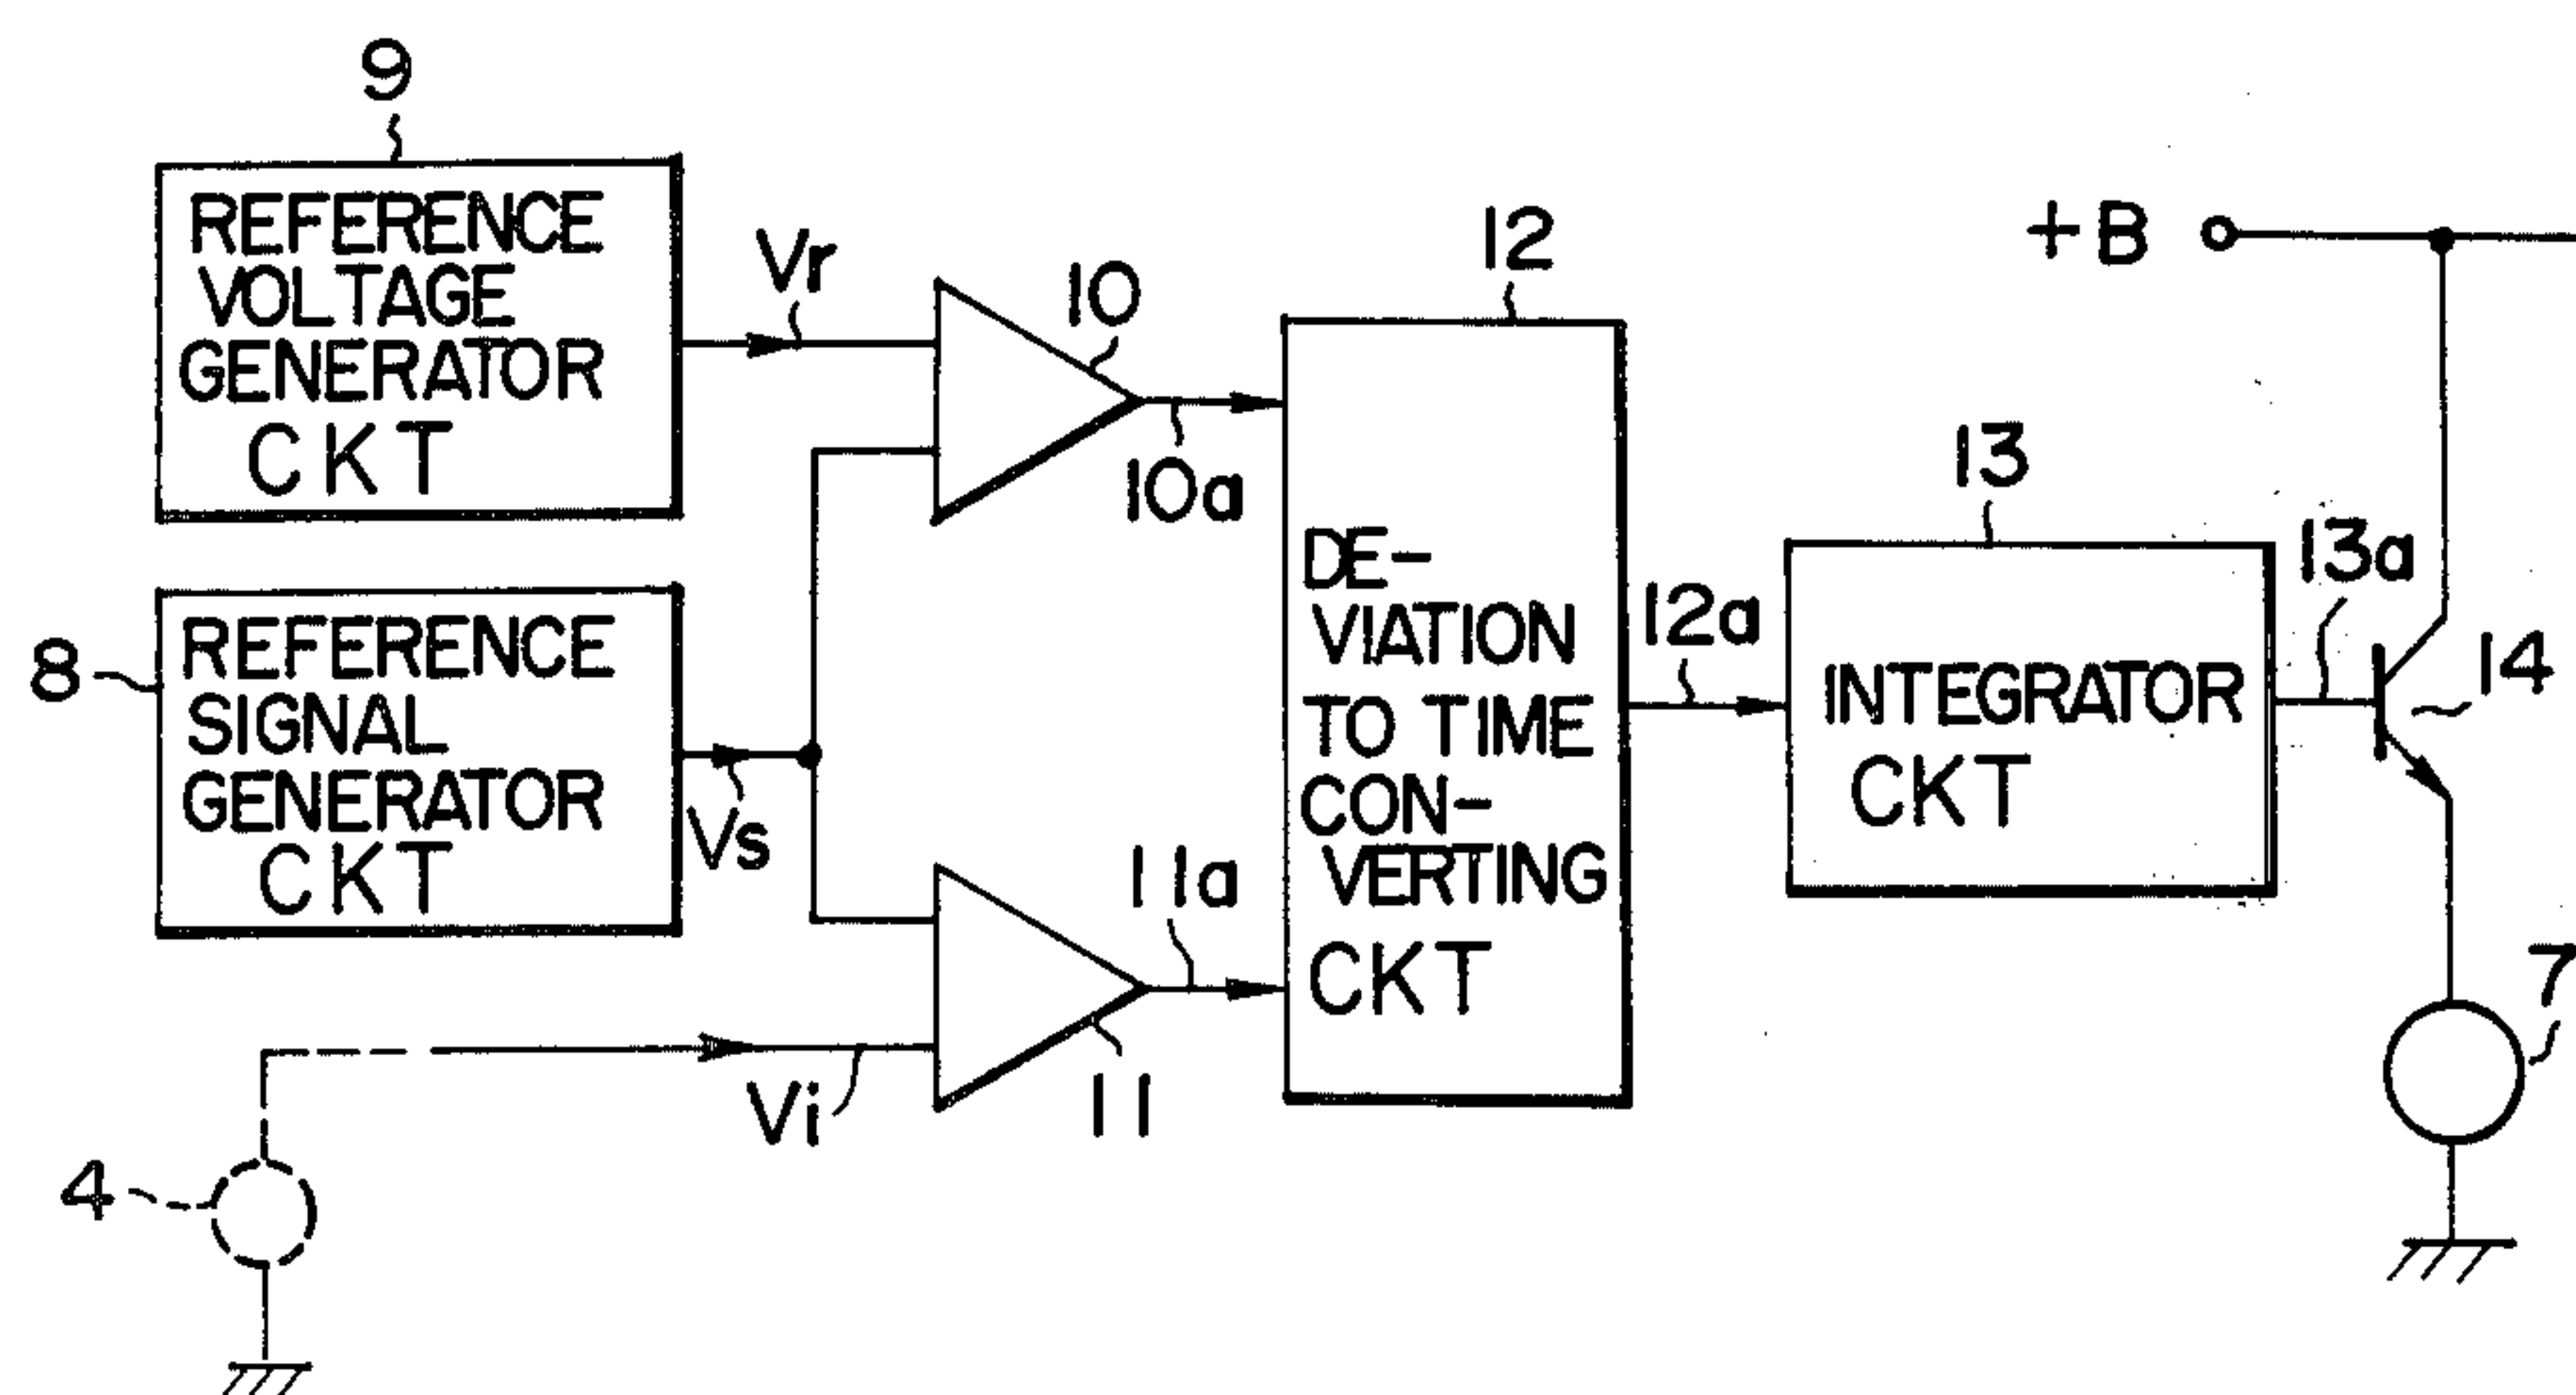 9
REFERENCE
VOLTAGE
GENERATOR
CKT
Vr
10
10a
8
REFERENCE
SIGNAL
GENERATOR
CKT
Vs
11a
11
Vi
4
12
DE-
VIATION
TO TIME
CON-
VERTING
CKT
12a
13
INTEGRATOR
CKT
13a
+B
14
7